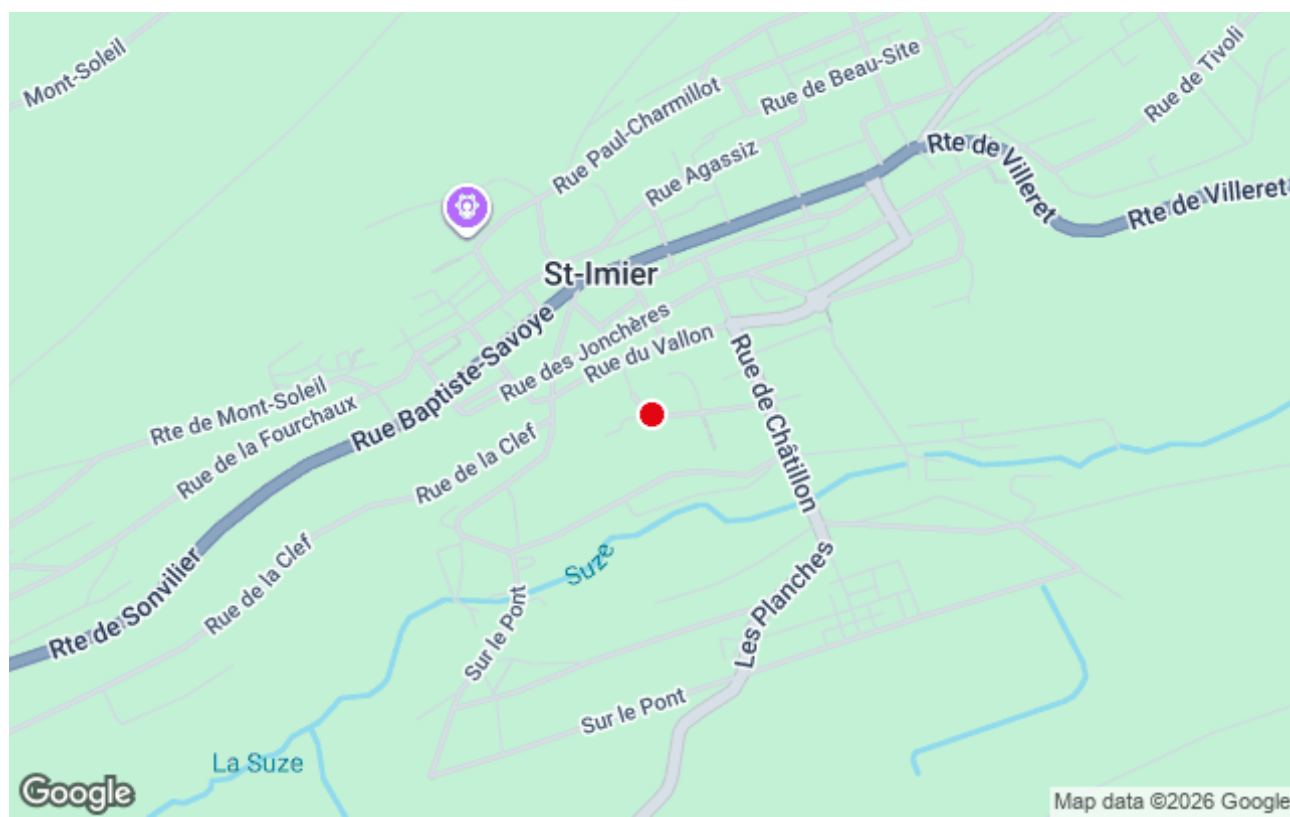 Mont-Soleil
Rue Paul-Charmillot
Rue de Beau-Site
Rue de Tivoli
Rue Agassiz
Rte de Villeret
Rte de Villeret
St-Imier
Rue des Jonchères
Rue du Vallon
Rue Baptiste-Savoye
Rte de Mont-Soleil
Rue de la Fourchaux
Rue de la Clef
Rue de Châtillon
Suze
Rue de la Clef
Rte de Sonvilier
Sur le Pont
Les Planches
Sur le Pont
La Suze
Google
Map data ©2026 Google